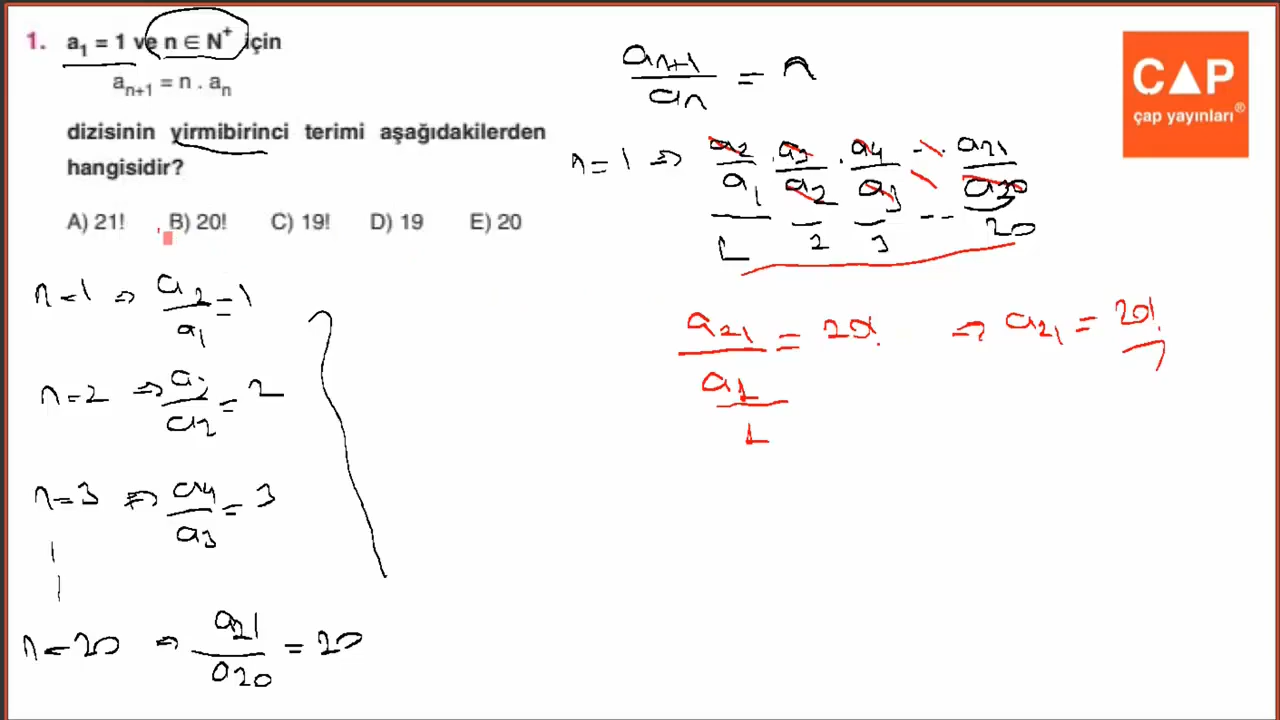 1. a₁ = 1 ve n ∈ N⁺ için
aₙ₊₁ = n . aₙ
dizisinin yirmibirinci terimi aşağıdakilerden
hangisidir?
A) 21! B) 20! C) 19! D) 19 E) 20
n=1 ⇒ a₂/a₁ = 1
n=2 ⇒ a₃/a₂ = 2
n=3 ⇒ a₄/a₃ = 3
n=20 ⇒ a₂₁/a₂₀ = 20
aₙ₊₁/aₙ = n
n=1 ⇒ a₂/a₁ . a₃/a₂ . a₄/a₃ ... a₂₁/a₂₀
1 2 3 -- 20
a₂₁/a₁ = 20! ⇒ a₂₁ = 20!
1
CAP
çap yayınları®